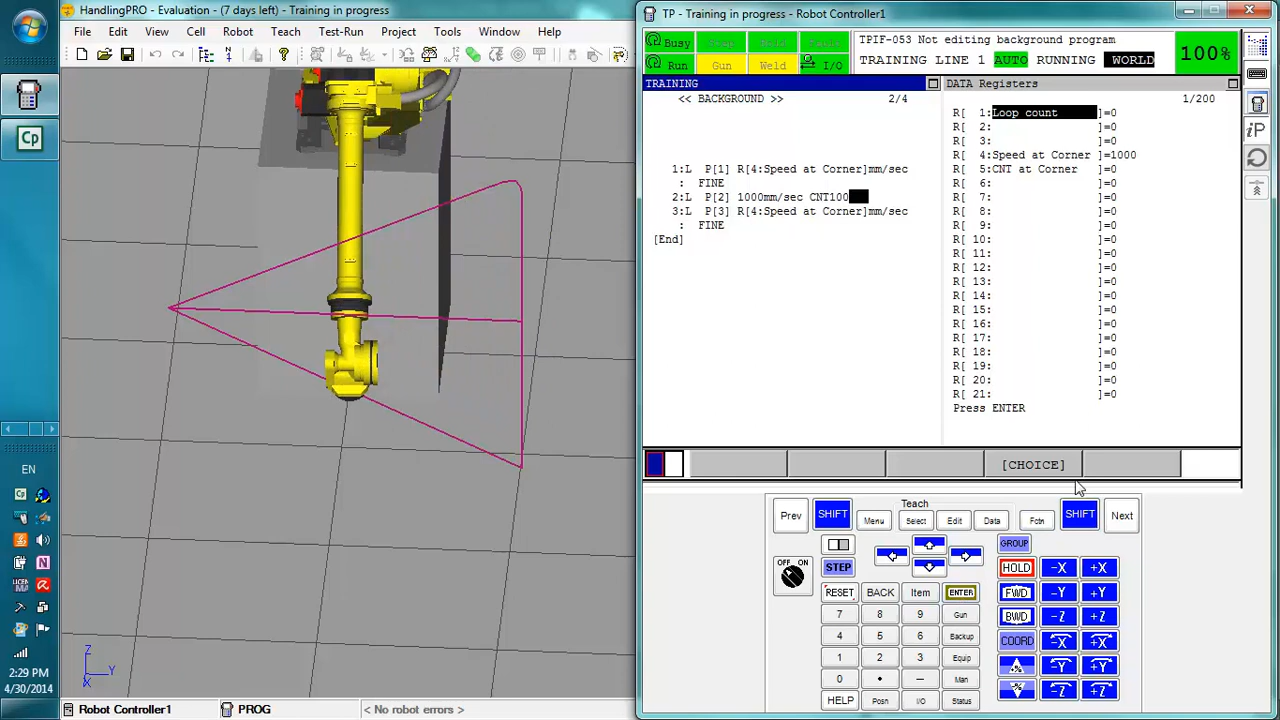 HandlingPRO - Evaluation - (7 days left) - Training in progress
File Edit View Cell Robot Teach Test-Run Project Tools Window Help
TP - Training in progress - Robot Controller1
Busy
Run Gun Weld I/O
TPIF-053 Not editing background program
TRAINING LINE 1 AUTO RUNNING WORLD
100%
TRAINING
<< BACKGROUND >> 2/4
1:L P[1] R[4:Speed at Corner]mm/sec
: FINE
2:L P[2] 1000mm/sec CNT100
3:L P[3] R[4:Speed at Corner]mm/sec
: FINE
[End]
DATA Registers
1/200
R[ 1:Loop count ]=0
R[ 2: ]=0
R[ 3: ]=0
R[ 4:Speed at Corner ]=1000
R[ 5:CNT at Corner ]=0
R[ 6: ]=0
R[ 7: ]=0
R[ 8: ]=0
R[ 9: ]=0
R[ 10: ]=0
R[ 11: ]=0
R[ 12: ]=0
R[ 13: ]=0
R[ 14: ]=0
R[ 15: ]=0
R[ 16: ]=0
R[ 17: ]=0
R[ 18: ]=0
R[ 19: ]=0
R[ 20: ]=0
R[ 21: ]=0
Press ENTER
[CHOICE]
iP
Teach
Prev SHIFT Menu Select Edit Data Fctn SHIFT Next
GROUP
OFF ON
STEP HOLD -X +X
RESET BACK Item ENTER FWD -Y +Y
7 8 9 Gun BWD -Z +Z
4 5 6 Backup COORD -X +X
1 2 3 Equip +% -Y +Y
0 • - Man -% -Z +Z
HELP Posn I/O Status
Z
Y
X
Cp
EN
2:29 PM
4/30/2014
Robot Controller1 PROG < No robot errors >